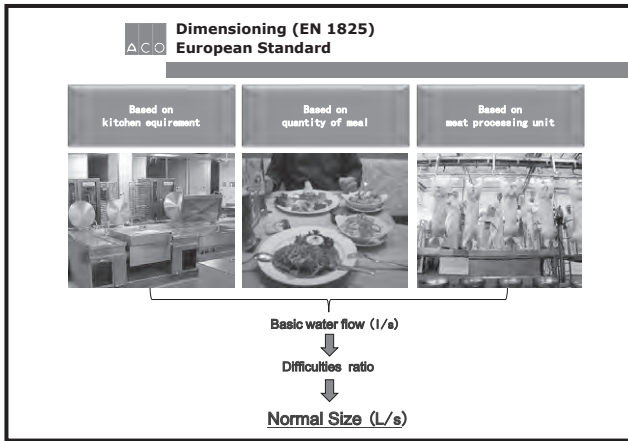 ACO
Dimensioning (EN 1825)
European Standard
Based on
kitchen equirement
Based on
quantity of meal
Based on
meat processing unit
Basic water flow (l/s)
Difficulties ratio
Normal Size (L/s)